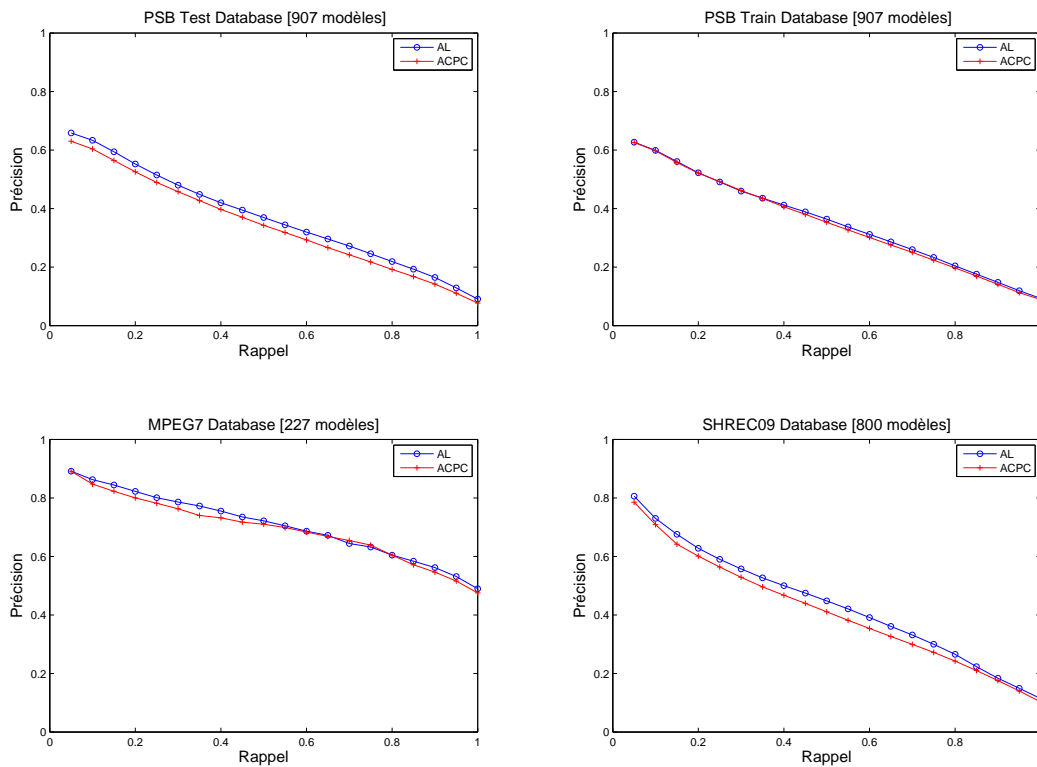 PSB Test Database [907 modèles]
1
0.8
0.6
0.4
0.2
0
0
0.2
0.4
0.6
0.8
1
Précision
Rappel
AL
ACPC
PSB Train Database [907 modèles]
1
0.8
0.6
0.4
0.2
0
0
0.2
0.4
0.6
0.8
Précision
Rappel
AL
ACPC
MPEG7 Database [227 modèles]
1
0.8
0.6
0.4
0.2
0
0
0.2
0.4
0.6
0.8
1
Précision
Rappel
AL
ACPC
SHREC09 Database [800 modèles]
1
0.8
0.6
0.4
0.2
0
0
0.2
0.4
0.6
0.8
Précision
Rappel
AL
ACPC